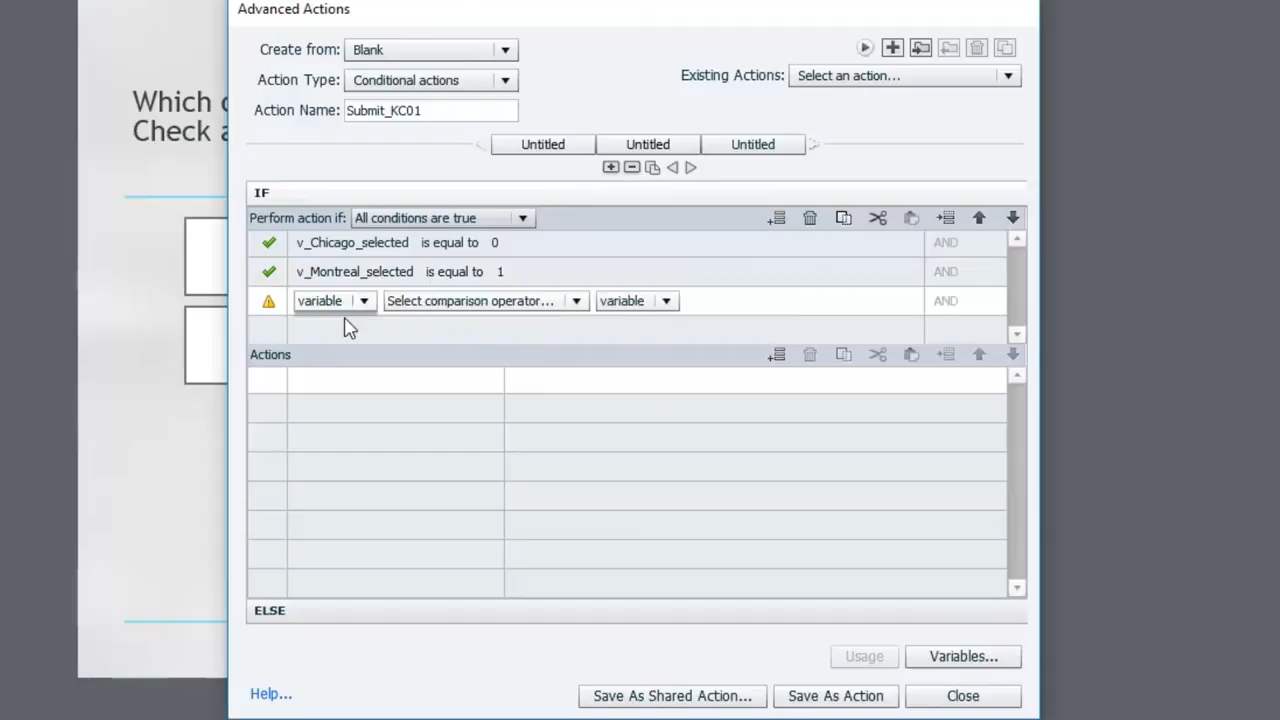 Advanced Actions
Create from: Blank
Action Type: Conditional actions
Existing Actions: Select an action...
Action Name: Submit_KC01
Which
Check
Untitled Untitled Untitled
IF
Perform action if: All conditions are true
v_Chicago_selected is equal to 0 AND
v_Montreal_selected is equal to 1 AND
variable Select comparison operator... variable AND
Actions
ELSE
Usage Variables...
Help... Save As Shared Action... Save As Action Close